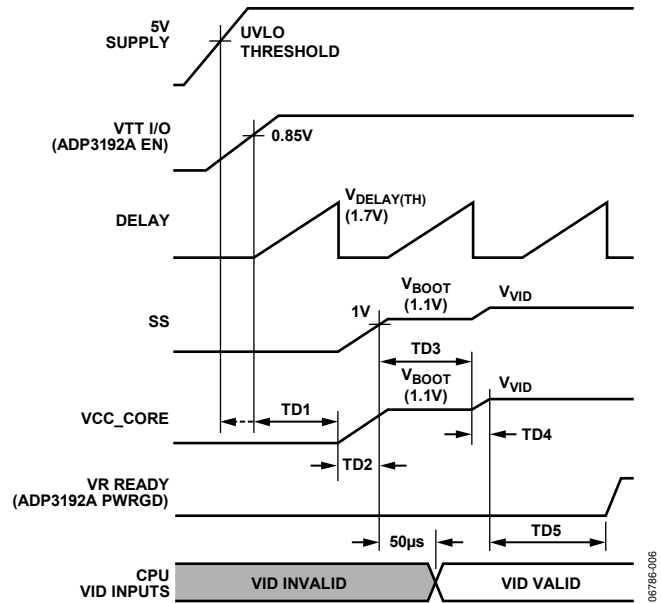 5V
SUPPLY
UVLO
THRESHOLD
VTT I/O
(ADP3192A EN)
0.85V
DELAY
VDELAY(TH)
(1.7V)
SS
1V
VBOOT
(1.1V)
VVID
TD3
VCC_CORE
TD1
VBOOT
(1.1V)
VVID
TD4
TD2
VR READY
(ADP3192A PWRGD)
50µs
TD5
CPU
VID INPUTS
VID INVALID
VID VALID
06786-006